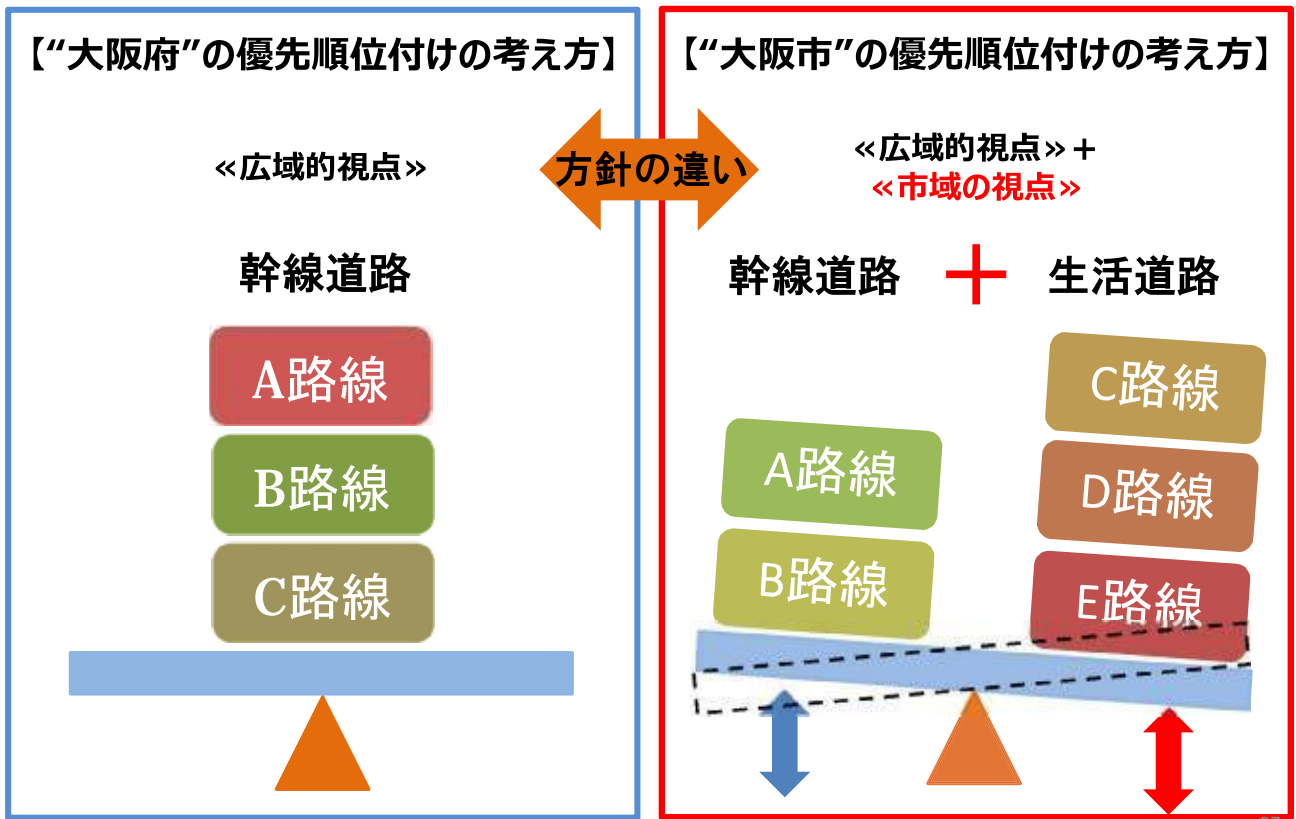 【“大阪府”の優先順位付けの考え方】
≪広域的視点≫
幹線道路
A路線
B路線
C路線
方針の違い
【“大阪市”の優先順位付けの考え方】
≪広域的視点≫＋
≪市域の視点≫
幹線道路 ＋ 生活道路
A路線
B路線
C路線
D路線
E路線